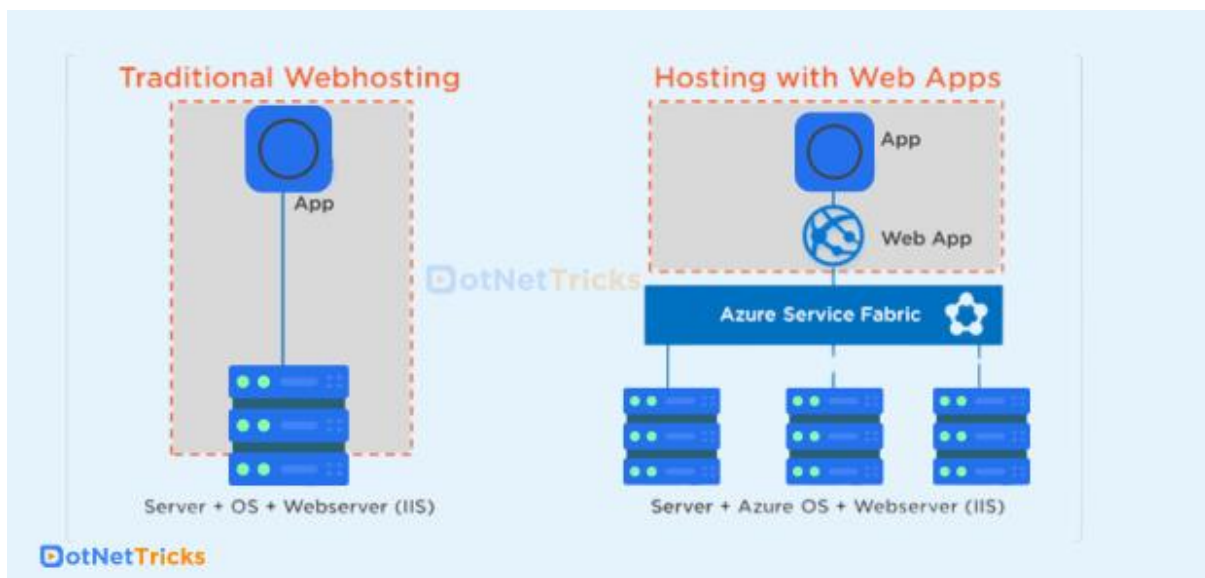 Traditional Webhosting
App
Server + OS + Webserver (IIS)
Hosting with Web Apps
App
Web App
Azure Service Fabric
Server + Azure OS + Webserver (IIS)
DotNetTricks
DotNetTricks